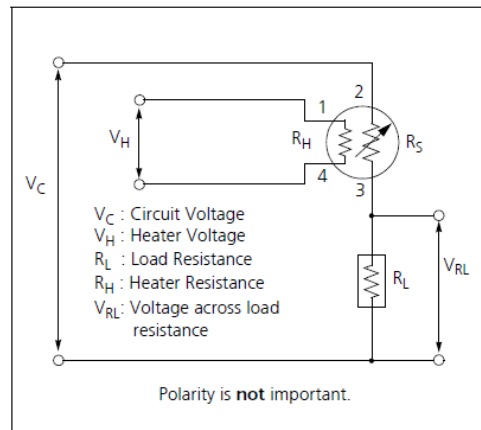 2
1
V_H
R_H
R_S
4
V_C
3
V_C : Circuit Voltage
V_H : Heater Voltage
R_L : Load Resistance
R_H : Heater Resistance
V_RL: Voltage across load
resistance
R_L
V_RL
Polarity is not important.